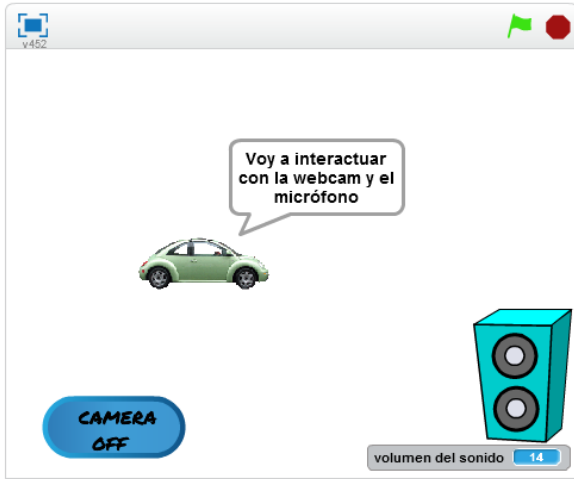 v452
Voy a interactuar
con la webcam y el
micrófono
CAMERA
OFF
volumen del sonido 14